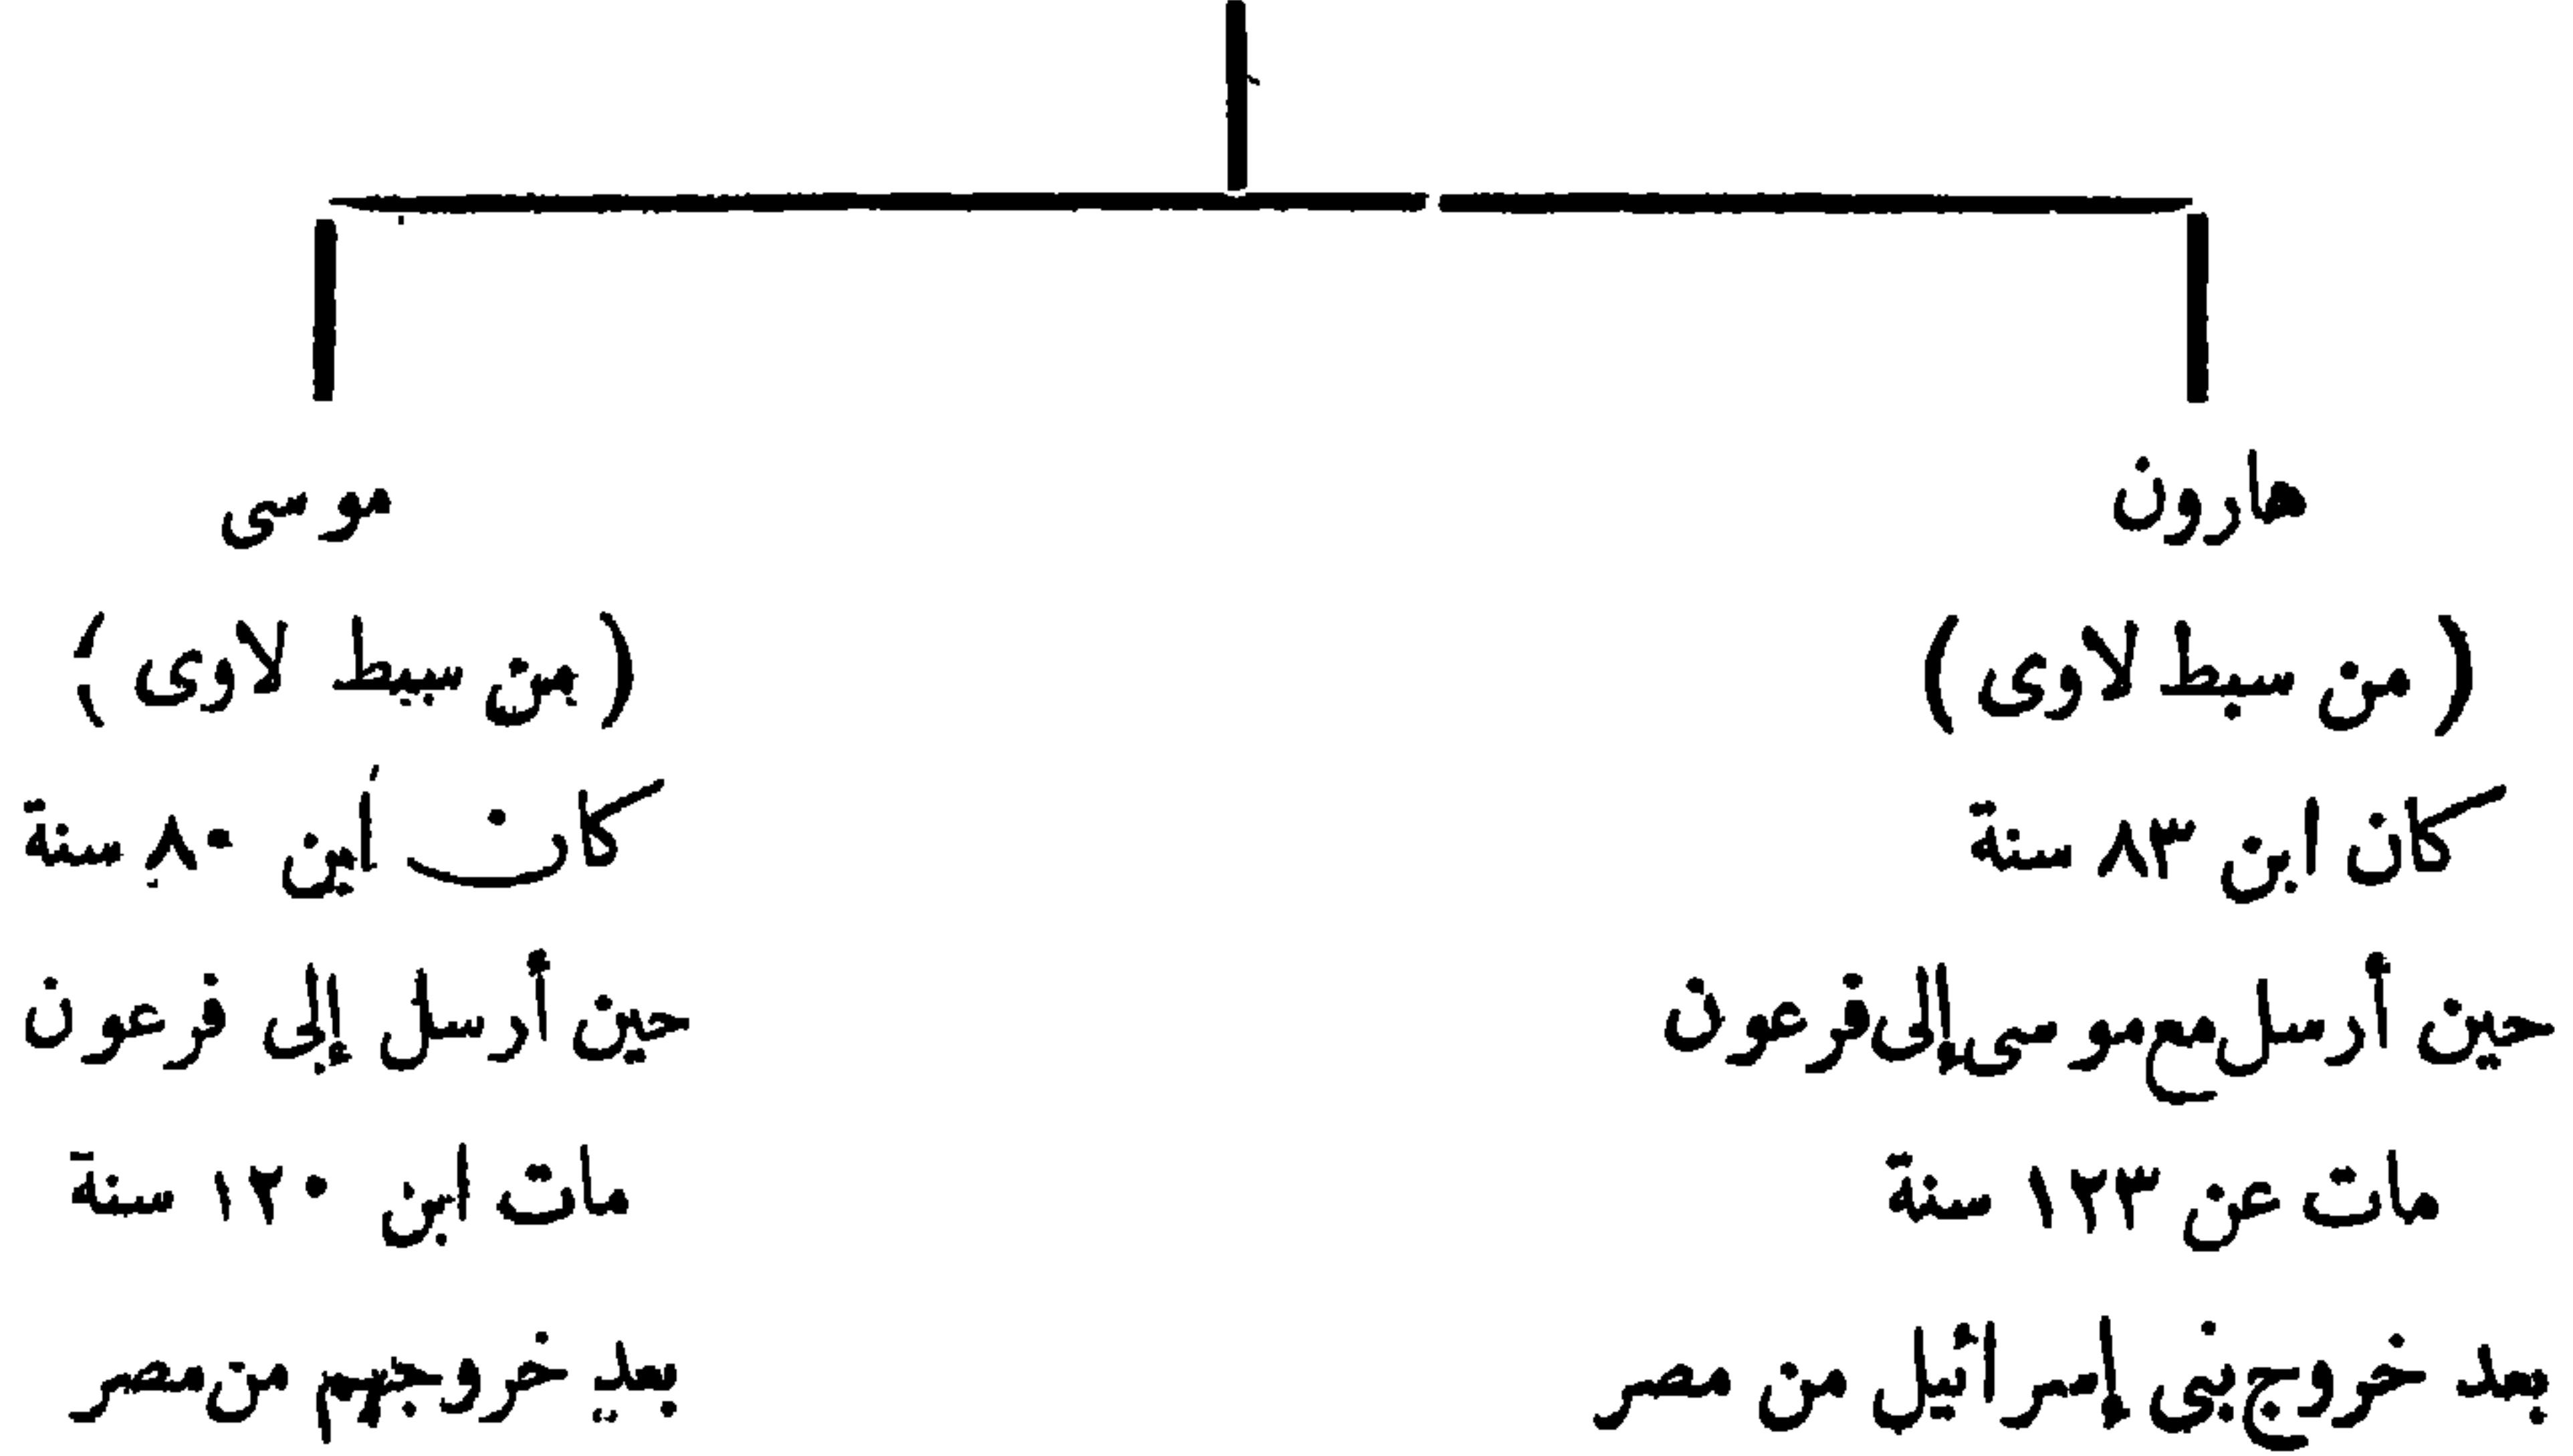 هارون
( من سبط لاوى )
كان ابن ٨٣ سنة
حين أرسل مع موسى إلى فرعون
مات عن ١٢٣ سنة
بعد خروج بنى إسرائيل من مصر
موسى
( من سبط لاوى )
كان ابن ٨٠ سنة
حين أرسل إلى فرعون
مات ابن ١٢٠ سنة
بعد خروجهم من مصر